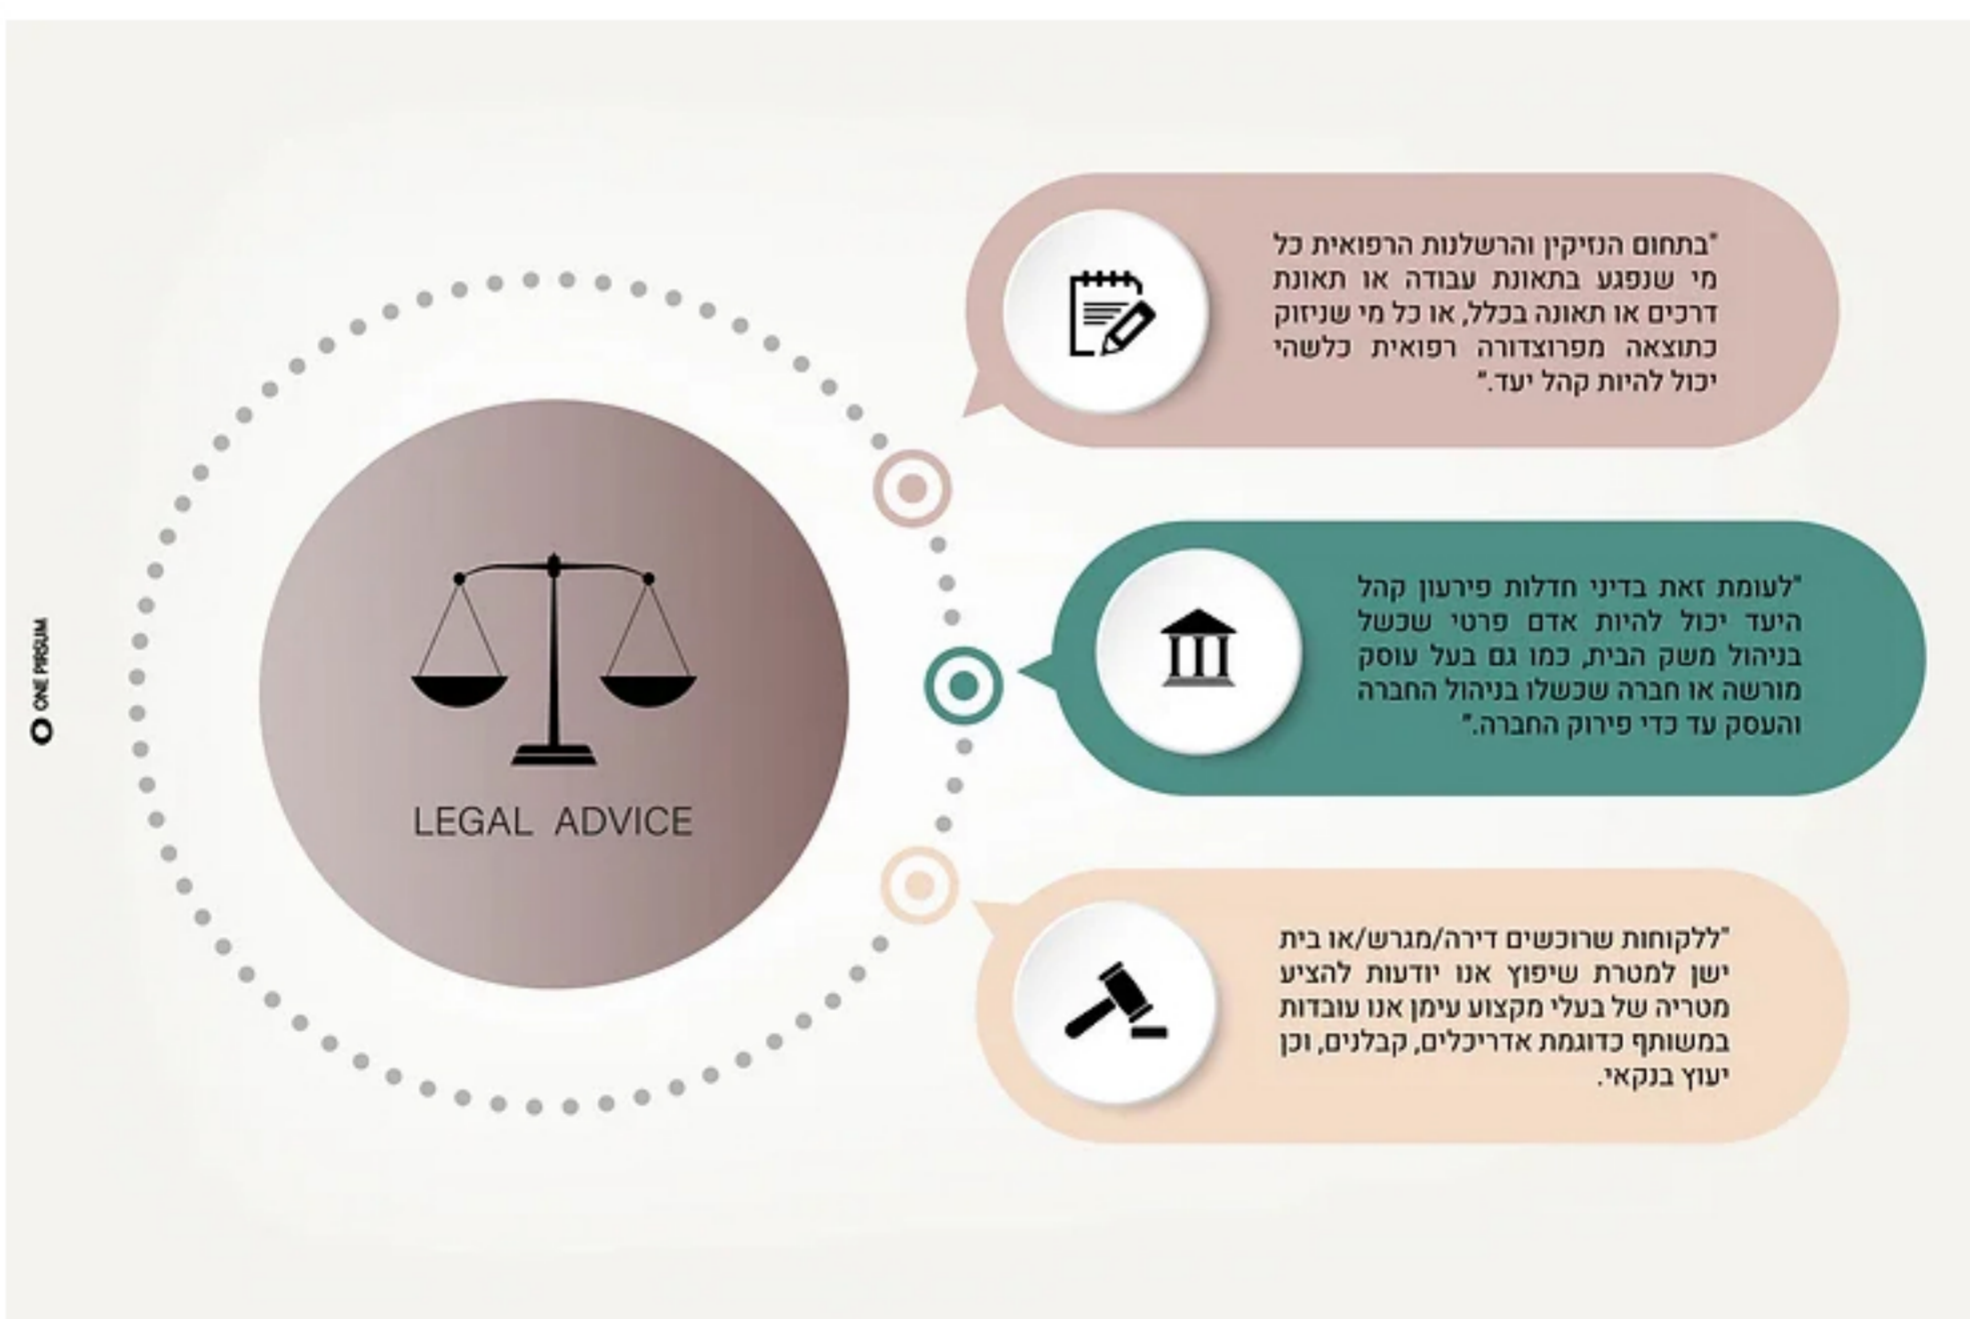 "בתחום הנזיקין והרשלנות הרפואית כל
מי שנפגע בתאונת עבודה או תאונת
דרכים או תאונה בכלל, או כל מי שניזוק
כתוצאה מפרוצדורה רפואית כלשהי
יכול להיות קהל יעד."
"לעומת זאת בדיני חדלות פירעון קהל
היעד יכול להיות אדם פרטי שכשל
בניהול משק הבית, כמו גם בעל עוסק
מורשה או חברה שכשלו בניהול החברה
והעסק עד כדי פירוק החברה."
"ללקוחות שרוכשים דירה/מגרש/או בית
ישן למטרת שיפוץ אנו יודעות להציע
מטריה של בעלי מקצוע עימן אנו עובדות
במשותף כדוגמת אדריכלים, קבלנים, וכן
יעוץ בנקאי.
LEGAL ADVICE
ONE PIRSUM